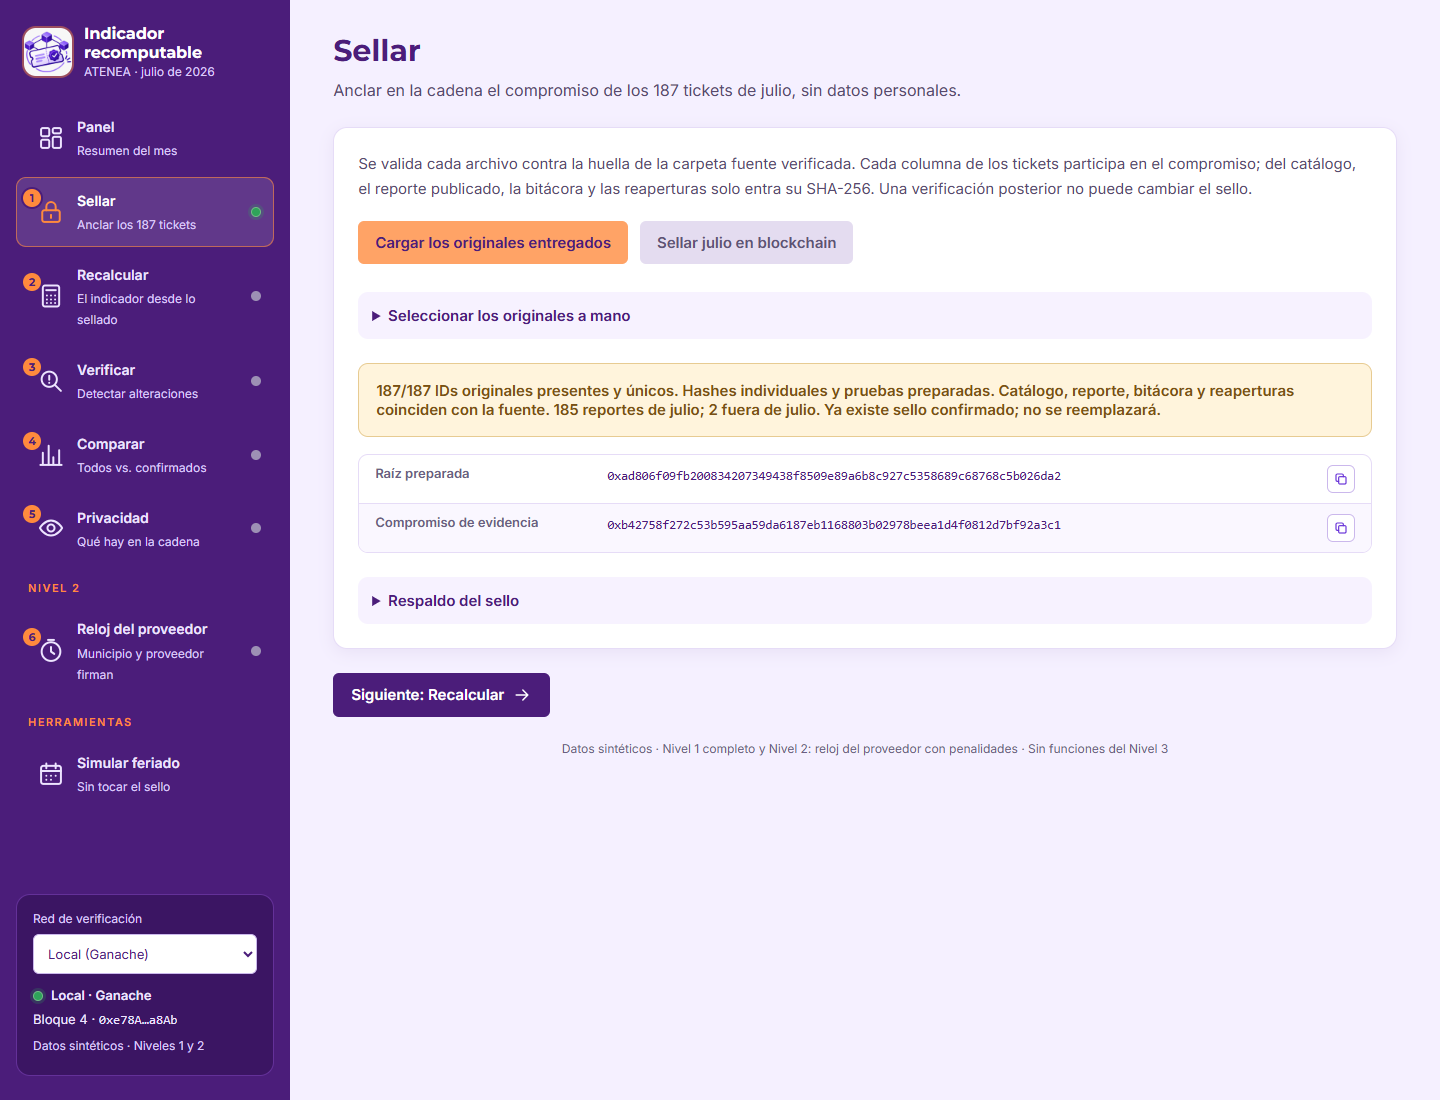 Indicador
recomputable
ATENEA · julio de 2026
Panel
Resumen del mes
1
Sellar
Anclar los 187 tickets
2
Recalcular
El indicador desde lo
sellado
3
Verificar
Detectar alteraciones
4
Comparar
Todos vs. confirmados
5
Privacidad
Qué hay en la cadena
NIVEL 2
6
Reloj del proveedor
Municipio y proveedor
firman
HERRAMIENTAS
Simular feriado
Sin tocar el sello
Red de verificación
Local (Ganache)
Local · Ganache
Bloque 4 · 0xe78A…a8Ab
Datos sintéticos · Niveles 1 y 2
Sellar
Anclar en la cadena el compromiso de los 187 tickets de julio, sin datos personales.
Se valida cada archivo contra la huella de la carpeta fuente verificada. Cada columna de los tickets participa en el compromiso; del catálogo,
el reporte publicado, la bitácora y las reaperturas solo entra su SHA-256. Una verificación posterior no puede cambiar el sello.
Cargar los originales entregados
Sellar julio en blockchain
Seleccionar los originales a mano
187/187 IDs originales presentes y únicos. Hashes individuales y pruebas preparadas. Catálogo, reporte, bitácora y reaperturas
coinciden con la fuente. 185 reportes de julio; 2 fuera de julio. Ya existe sello confirmado; no se reemplazará.
Raíz preparada
0xad806f09fb200834207349438f8509e89a6b8c927c5358689c68768c5b026da2
Compromiso de evidencia
0xb42758f272c53b595aa59da6187eb1168803b02978beea1d4f0812d7bf92a3c1
Respaldo del sello
Siguiente: Recalcular
Datos sintéticos · Nivel 1 completo y Nivel 2: reloj del proveedor con penalidades · Sin funciones del Nivel 3